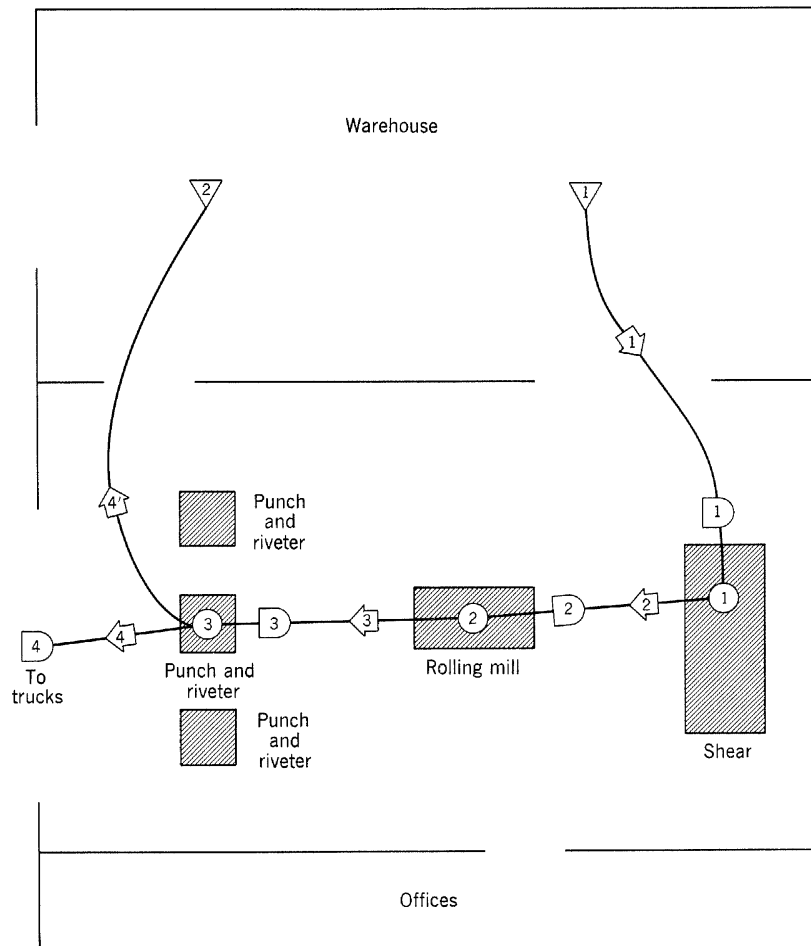 Warehouse
2
1
1
4'
1
Punch
and
riveter
1
2
2
3
2
3
3
4
4
To
trucks
Punch and
riveter
Rolling mill
Punch
and
riveter
Shear
Offices